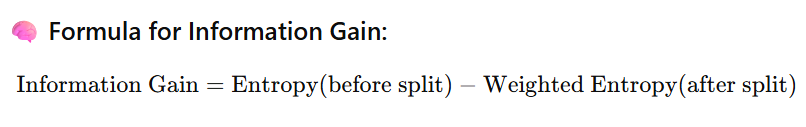 🧠 Formula for Information Gain:
Information Gain = Entropy(before split) − Weighted Entropy(after split)